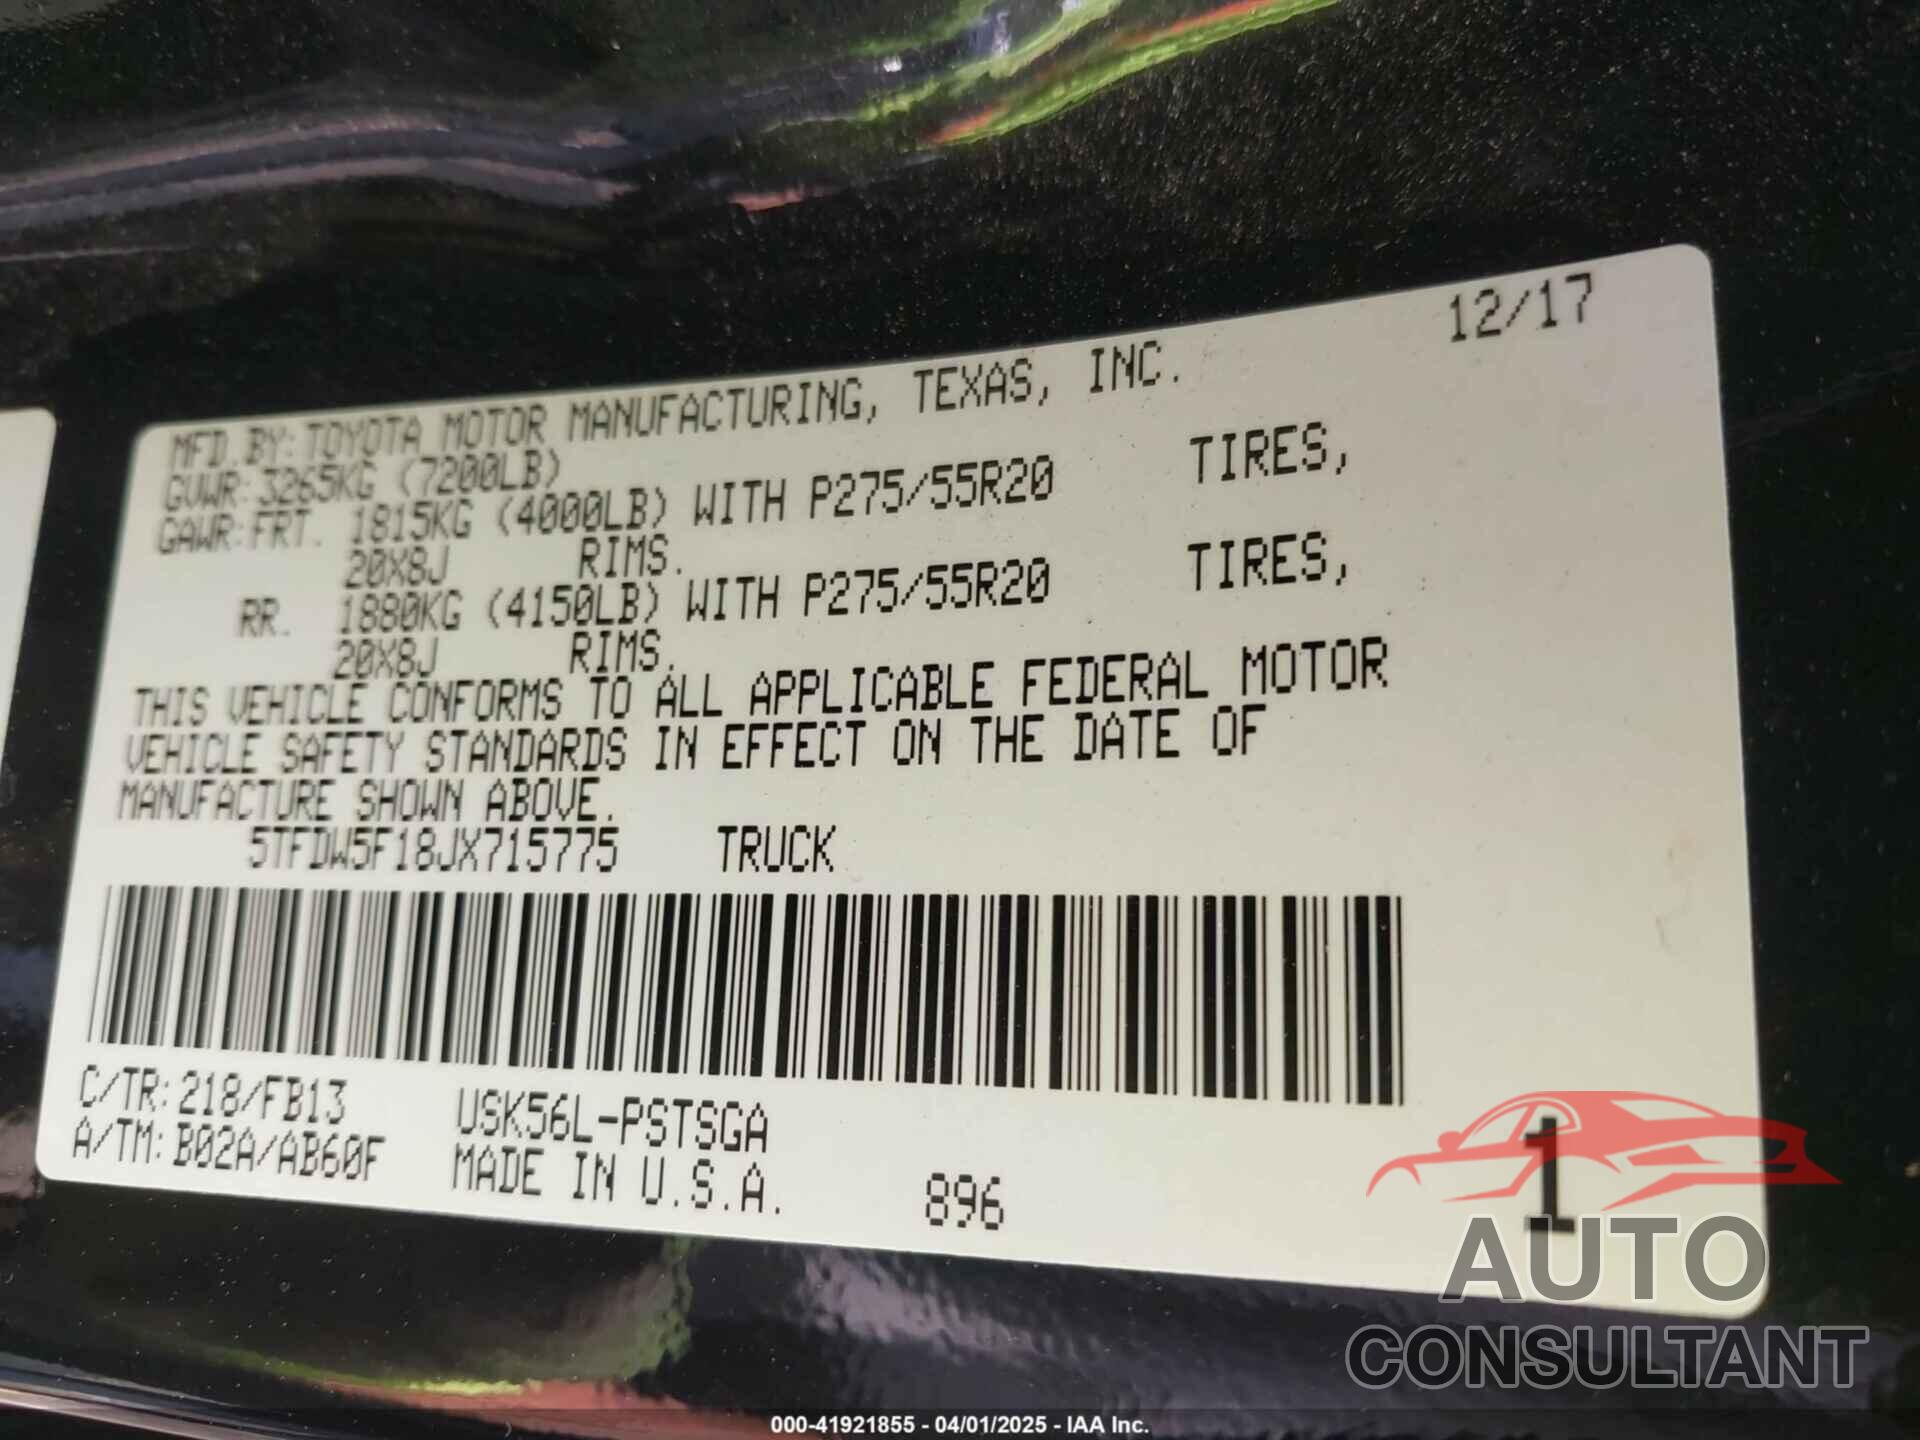 12/17
MFD.BY:TOYOTA MOTOR MANUFACTURING, TEXAS, INC.
GVWR:3265KG (7200LB)
GAWR:FRT. 1815KG (4000LB) WITH P275/55R20 TIRES,
20X8J RIMS.
RR. 1880KG (4150LB) WITH P275/55R20 TIRES,
20X8J RIMS.
THIS VEHICLE CONFORMS TO ALL APPLICABLE FEDERAL MOTOR
VEHICLE SAFETY STANDARDS IN EFFECT ON THE DATE OF
MANUFACTURE SHOWN ABOVE.
5TFDW5F18JX715775 TRUCK
C/TR:218/FB13 USK56L-PSTSGA
A/TM:B02A/AB60F MADE IN U.S.A. 896
1
AUTO
CONSULTANT
000-41921855 - 04/01/2025 - IAA Inc.